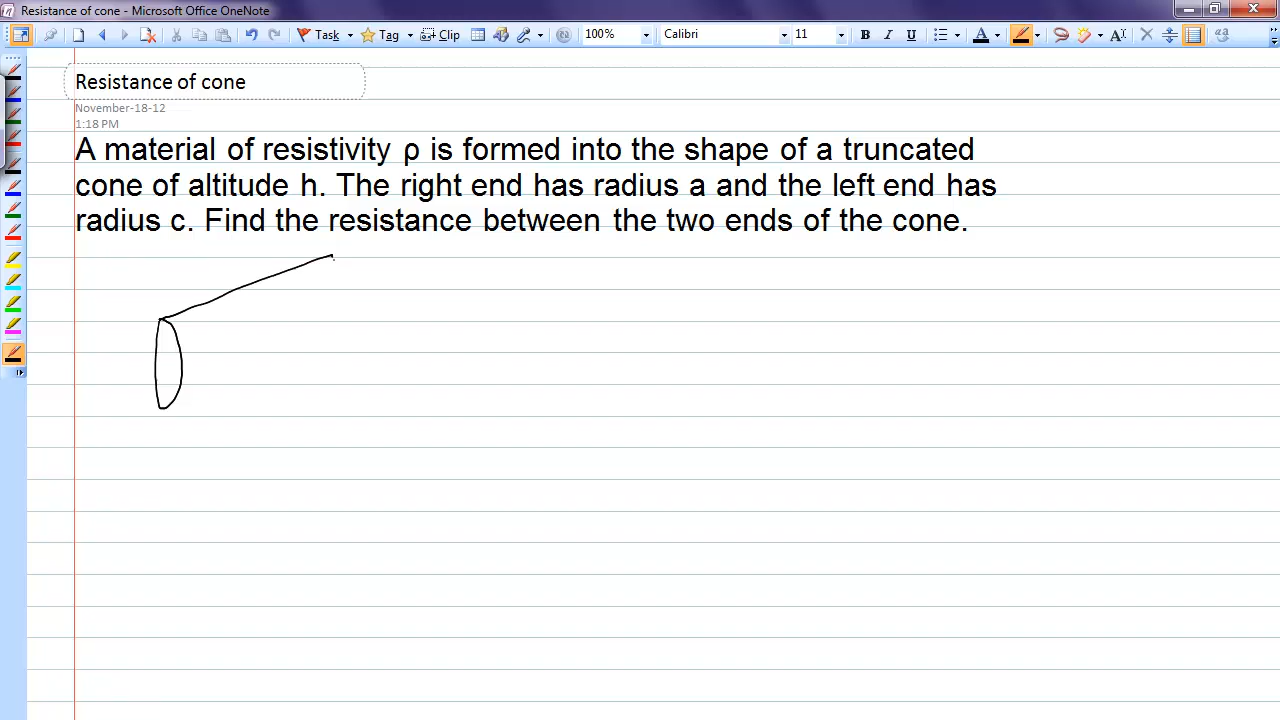 Resistance of cone - Microsoft Office OneNote
Task Tag Clip 100% Calibri 11 B I U A
Resistance of cone
November-18-12
1:18 PM
A material of resistivity ρ is formed into the shape of a truncated
cone of altitude h. The right end has radius a and the left end has
radius c. Find the resistance between the two ends of the cone.